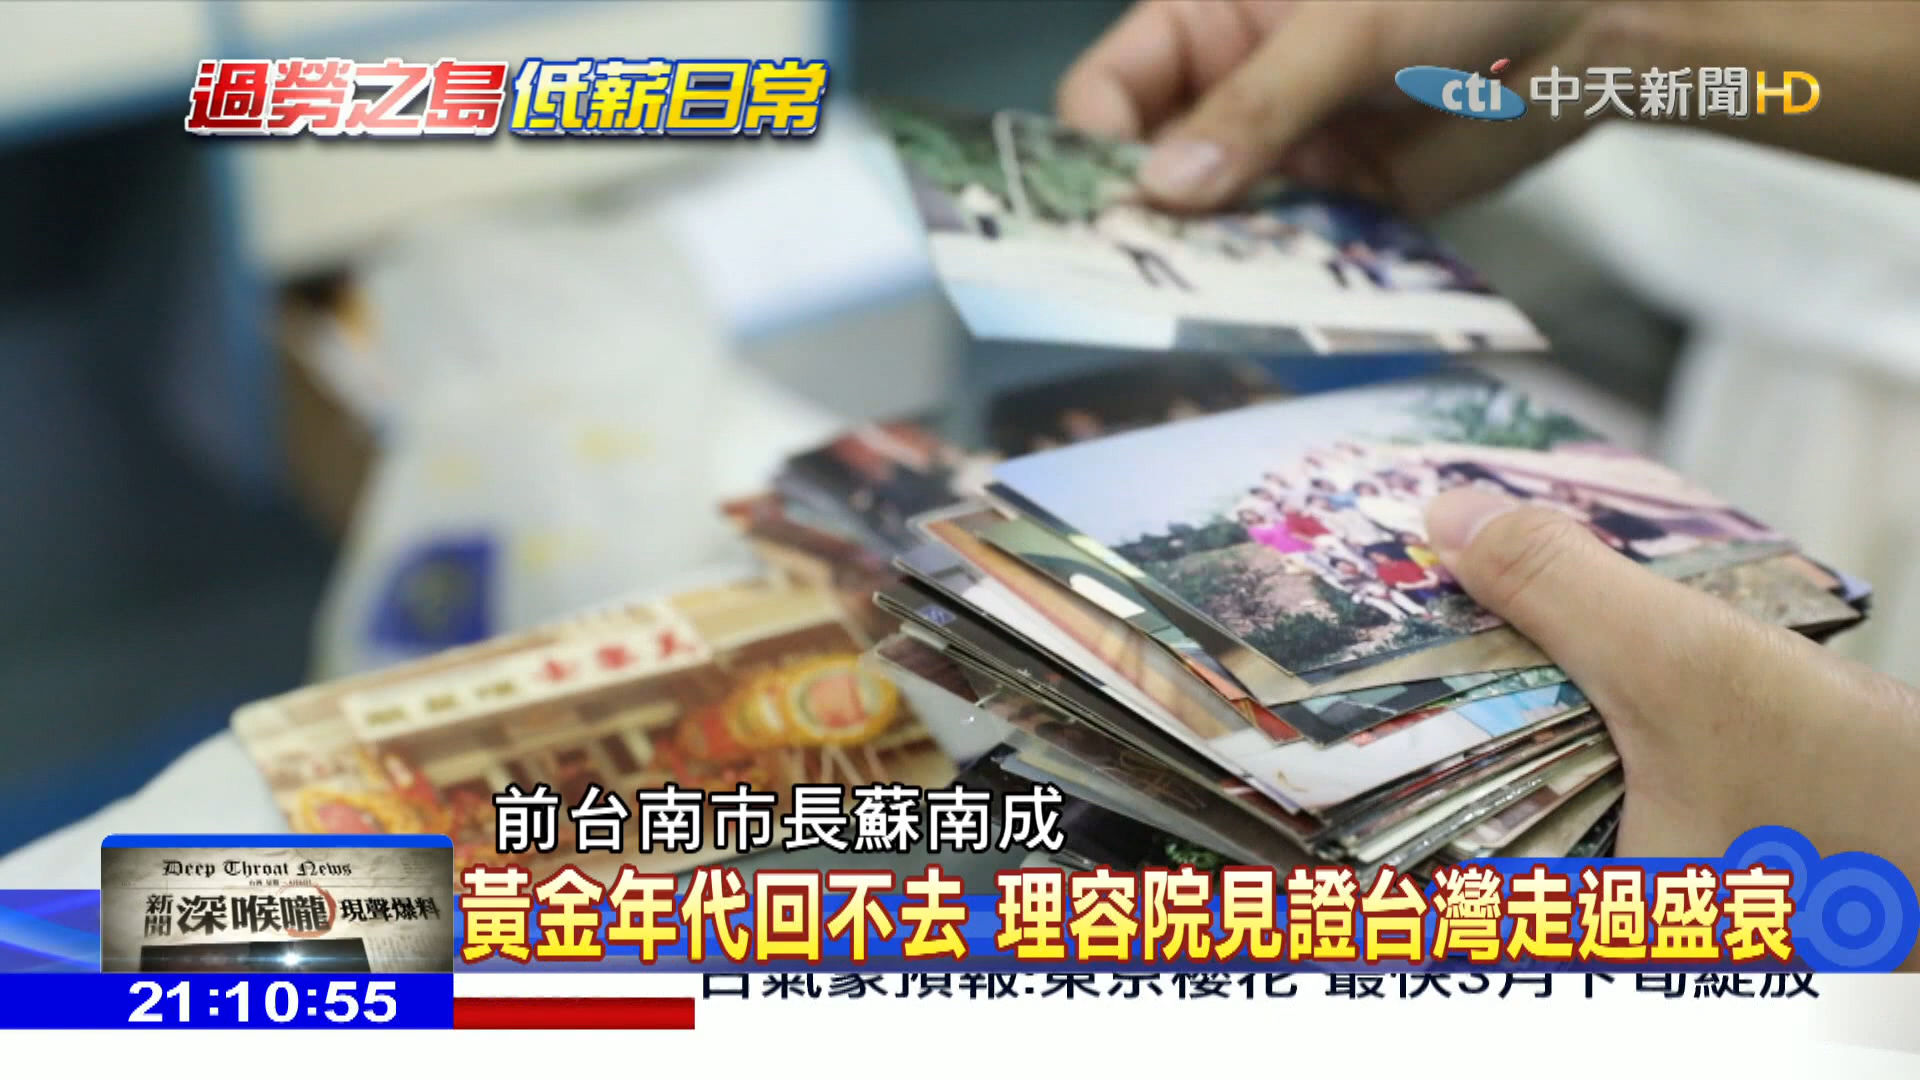 過勞之島 低薪日常
cti 中天新聞HD
前台南市長蘇南成
Deep Throat News
新聞 深喉嚨 現聲爆料
黃金年代回不去 理容院見證台灣走過盛衰
21:10:55
氣象預報:東京櫻花 最快3月下旬綻放